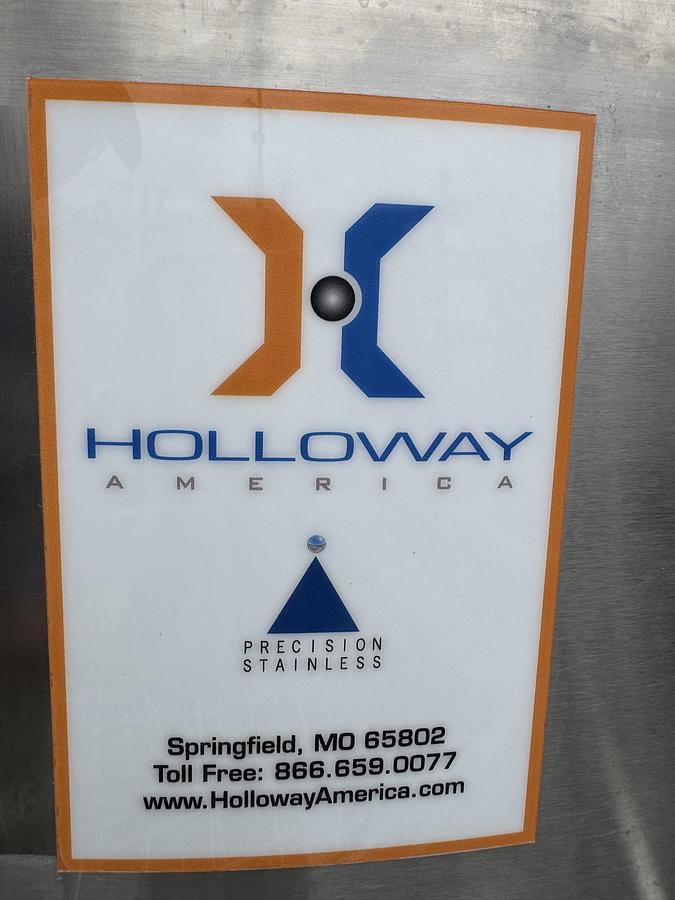 HOLLOWAY
AMERICA
PRECISION
STAINLESS
Springfield, MO 65802
Toll Free: 866.659.0077
www.HollowayAmerica.com